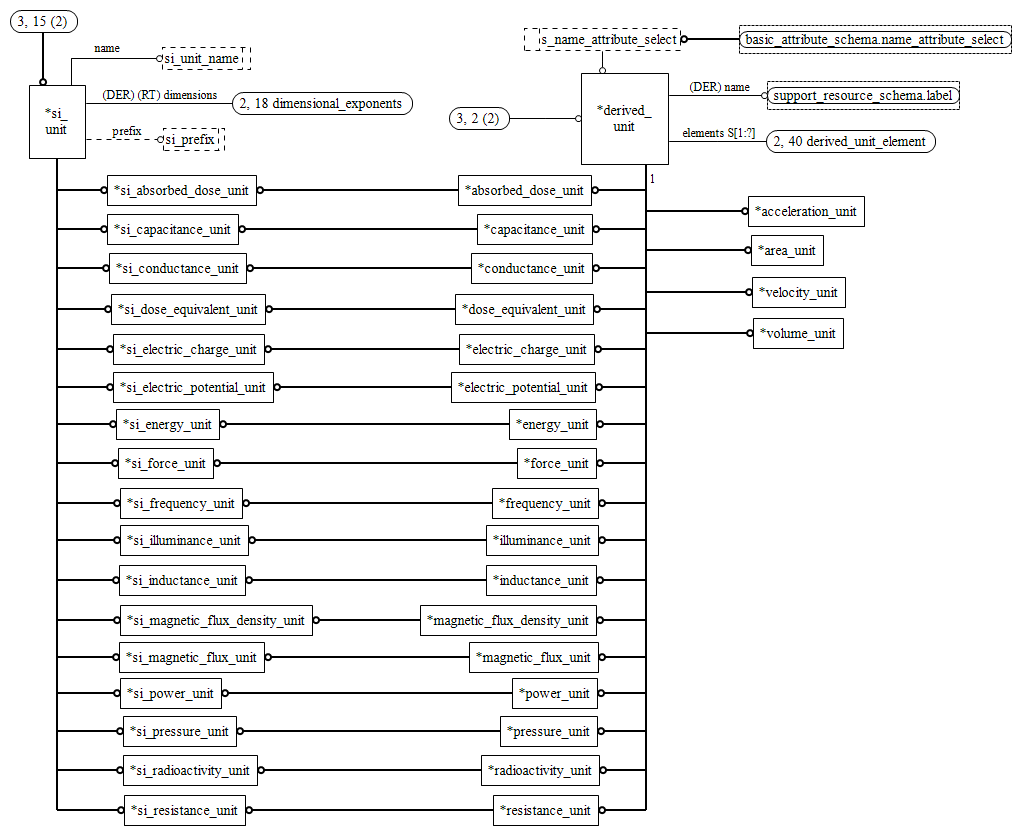 3, 15 (2)
name
si_unit_name
*si_
unit
(DER) (RT) dimensions
2, 18 dimensional_exponents
prefix
si_prefix
s_name_attribute_select
basic_attribute_schema.name_attribute_select
3, 2 (2)
*derived_
unit
(DER) name
support_resource_schema.label
elements S[1:?]
2, 40 derived_unit_element
1
*si_absorbed_dose_unit
*absorbed_dose_unit
*acceleration_unit
*si_capacitance_unit
*capacitance_unit
*area_unit
*si_conductance_unit
*conductance_unit
*velocity_unit
*si_dose_equivalent_unit
*dose_equivalent_unit
*volume_unit
*si_electric_charge_unit
*electric_charge_unit
*si_electric_potential_unit
*electric_potential_unit
*si_energy_unit
*energy_unit
*si_force_unit
*force_unit
*si_frequency_unit
*frequency_unit
*si_illuminance_unit
*illuminance_unit
*si_inductance_unit
*inductance_unit
*si_magnetic_flux_density_unit
*magnetic_flux_density_unit
*si_magnetic_flux_unit
*magnetic_flux_unit
*si_power_unit
*power_unit
*si_pressure_unit
*pressure_unit
*si_radioactivity_unit
*radioactivity_unit
*si_resistance_unit
*resistance_unit